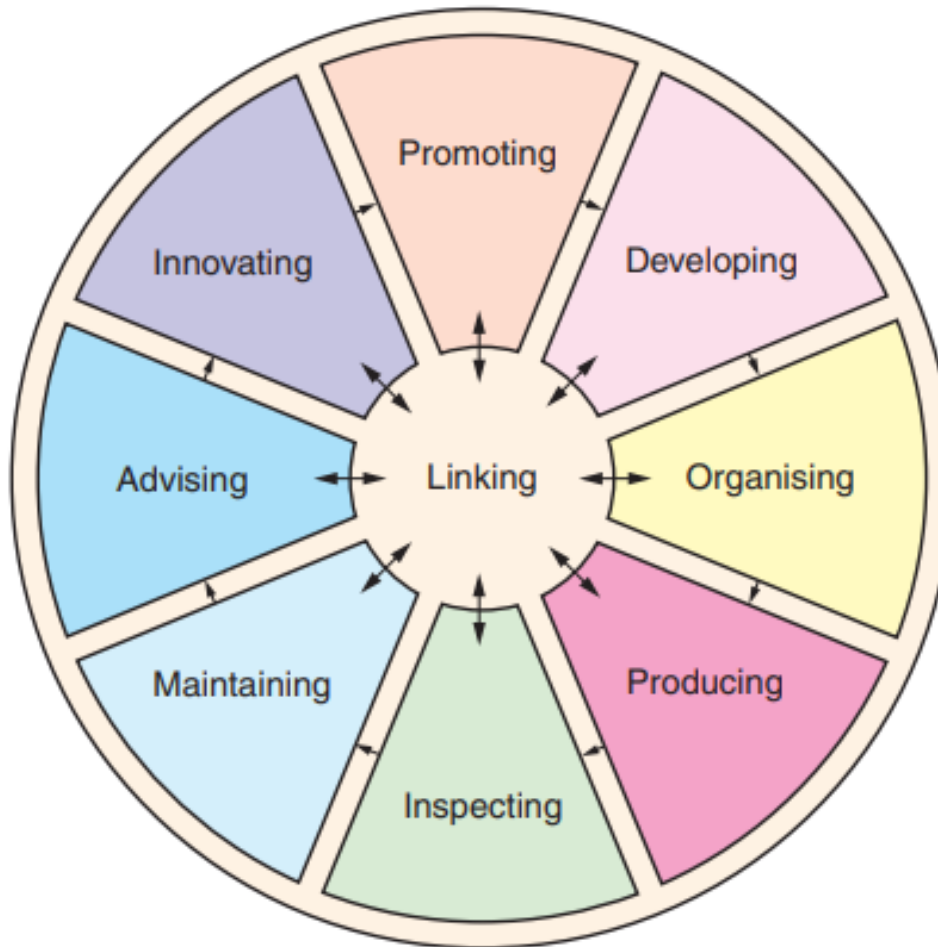 Promoting
Innovating
Developing
Advising
Linking
Organising
Maintaining
Producing
Inspecting